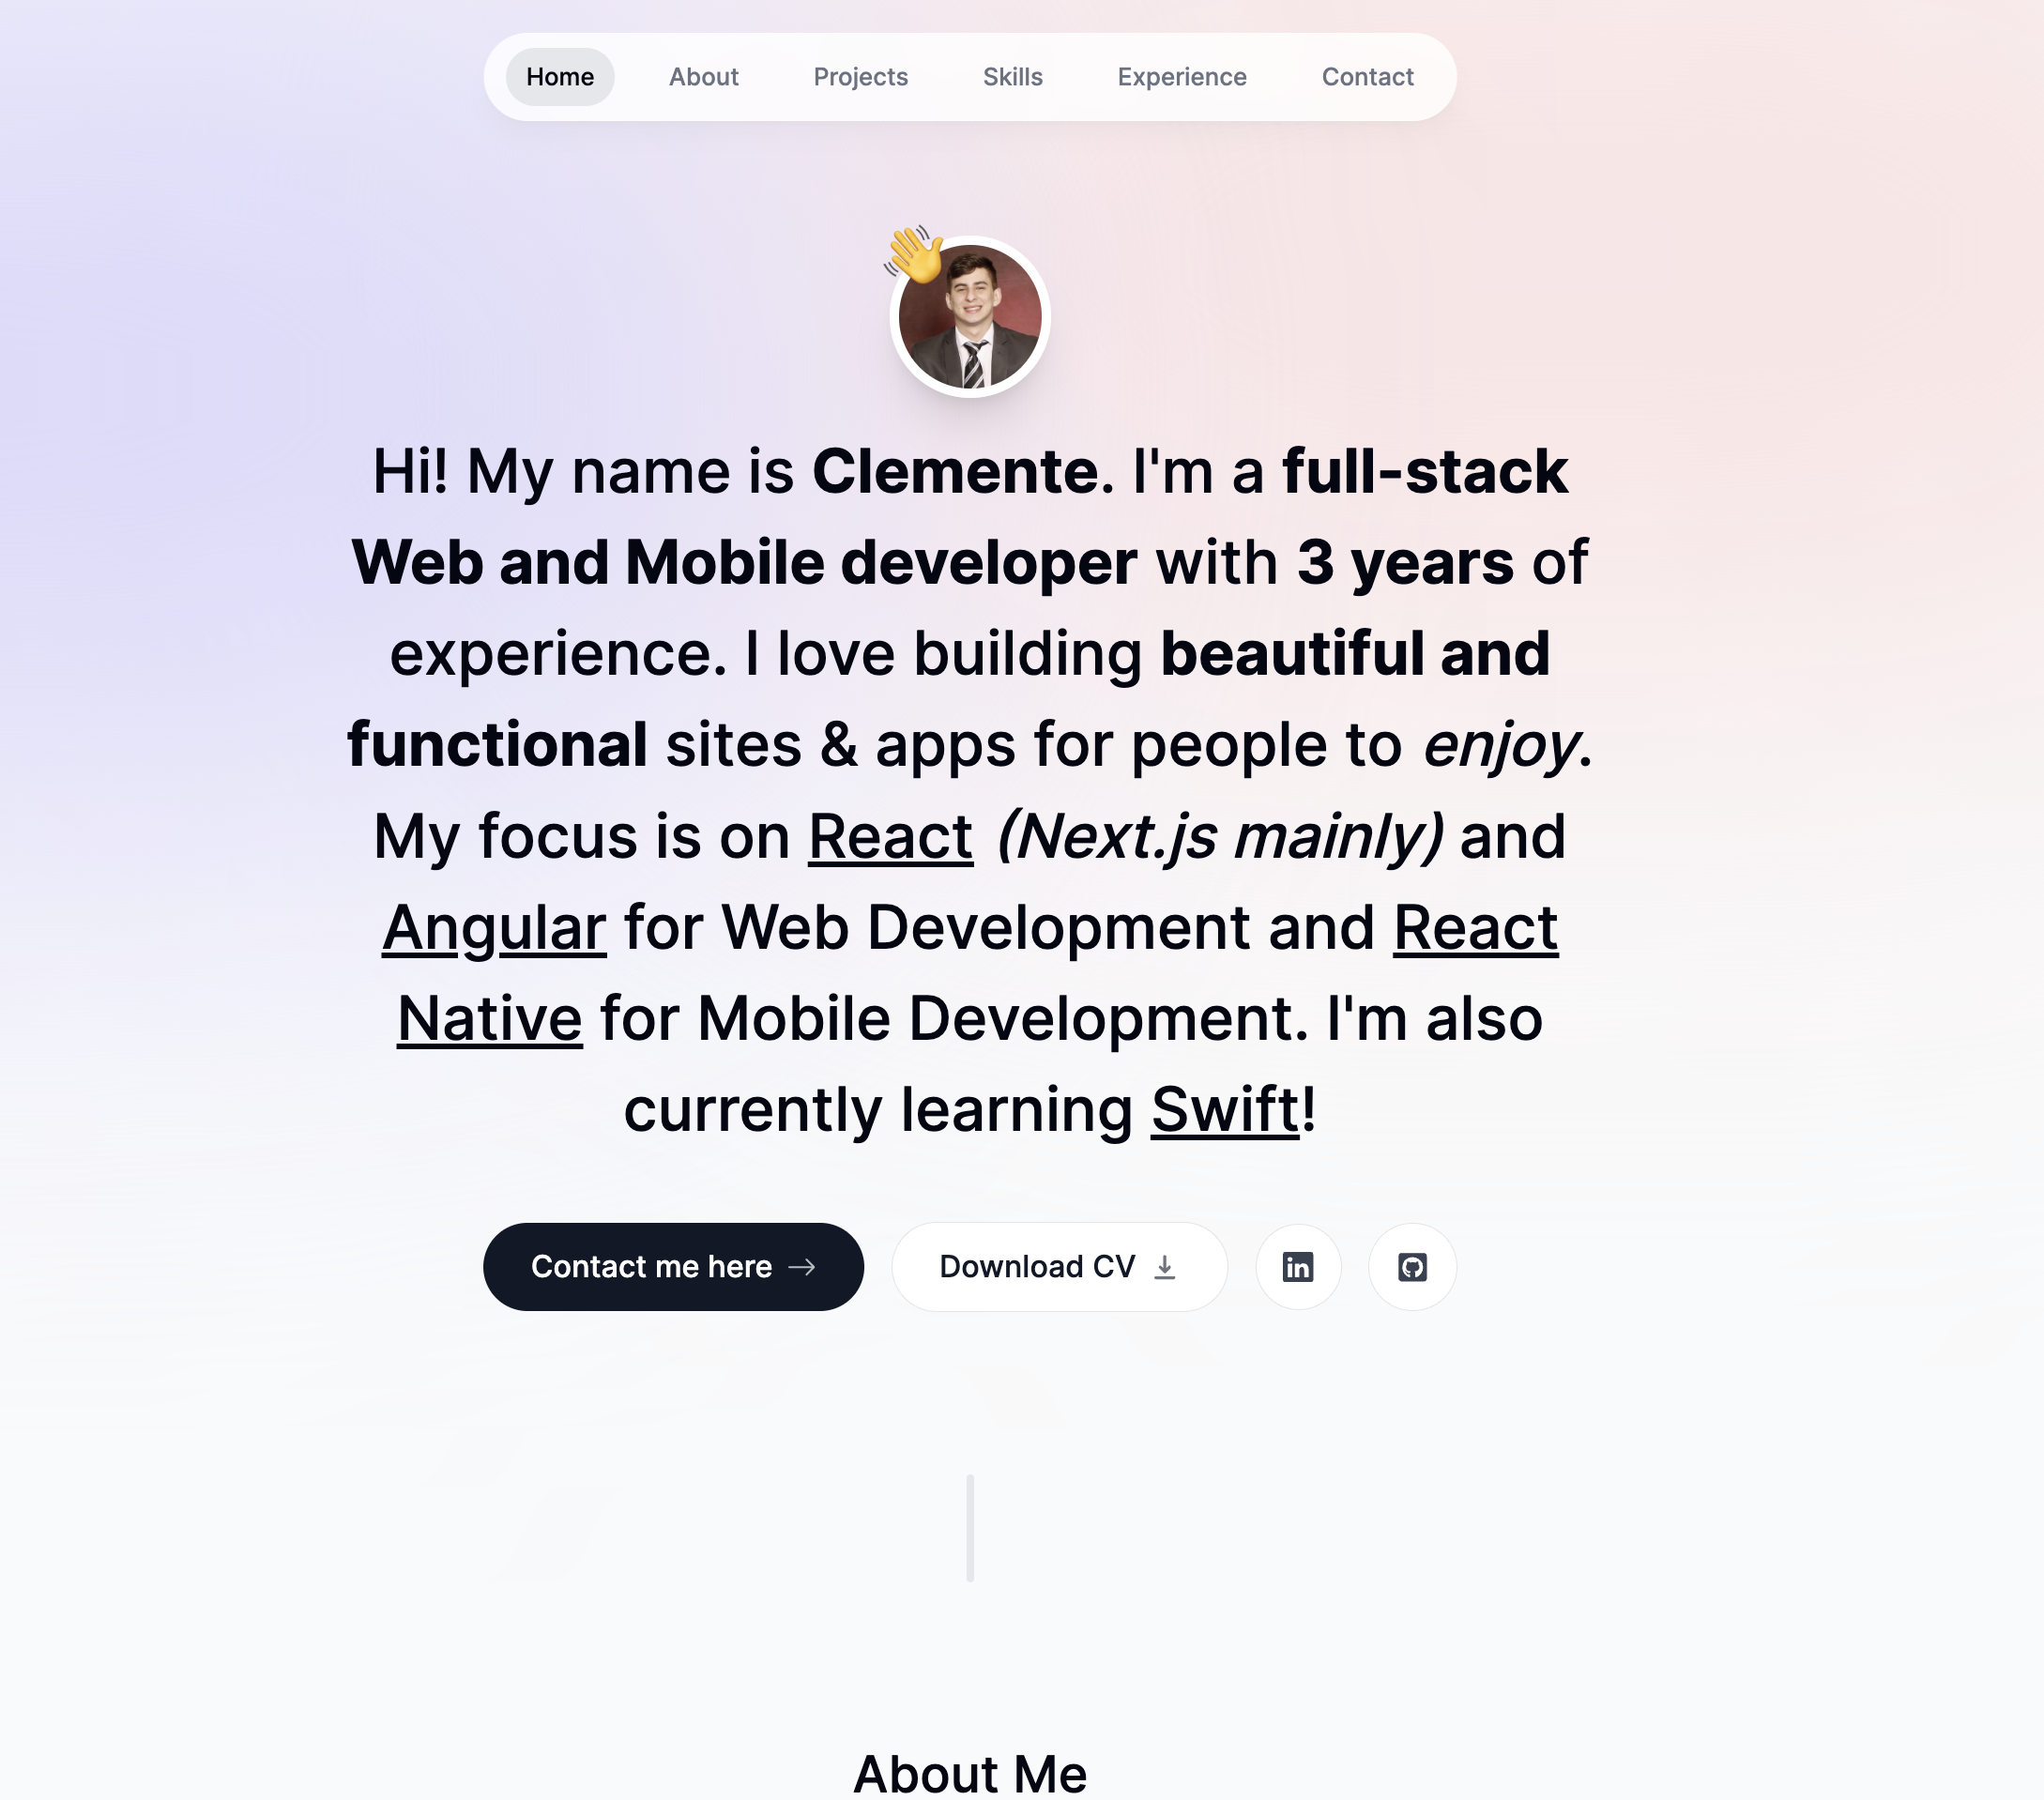 Home About Projects Skills Experience Contact
Hi! My name is Clemente. I'm a full-stack
Web and Mobile developer with 3 years of
experience. I love building beautiful and
functional sites & apps for people to enjoy.
My focus is on React (Next.js mainly) and
Angular for Web Development and React
Native for Mobile Development. I'm also
currently learning Swift!
Contact me here Download CV in
About Me